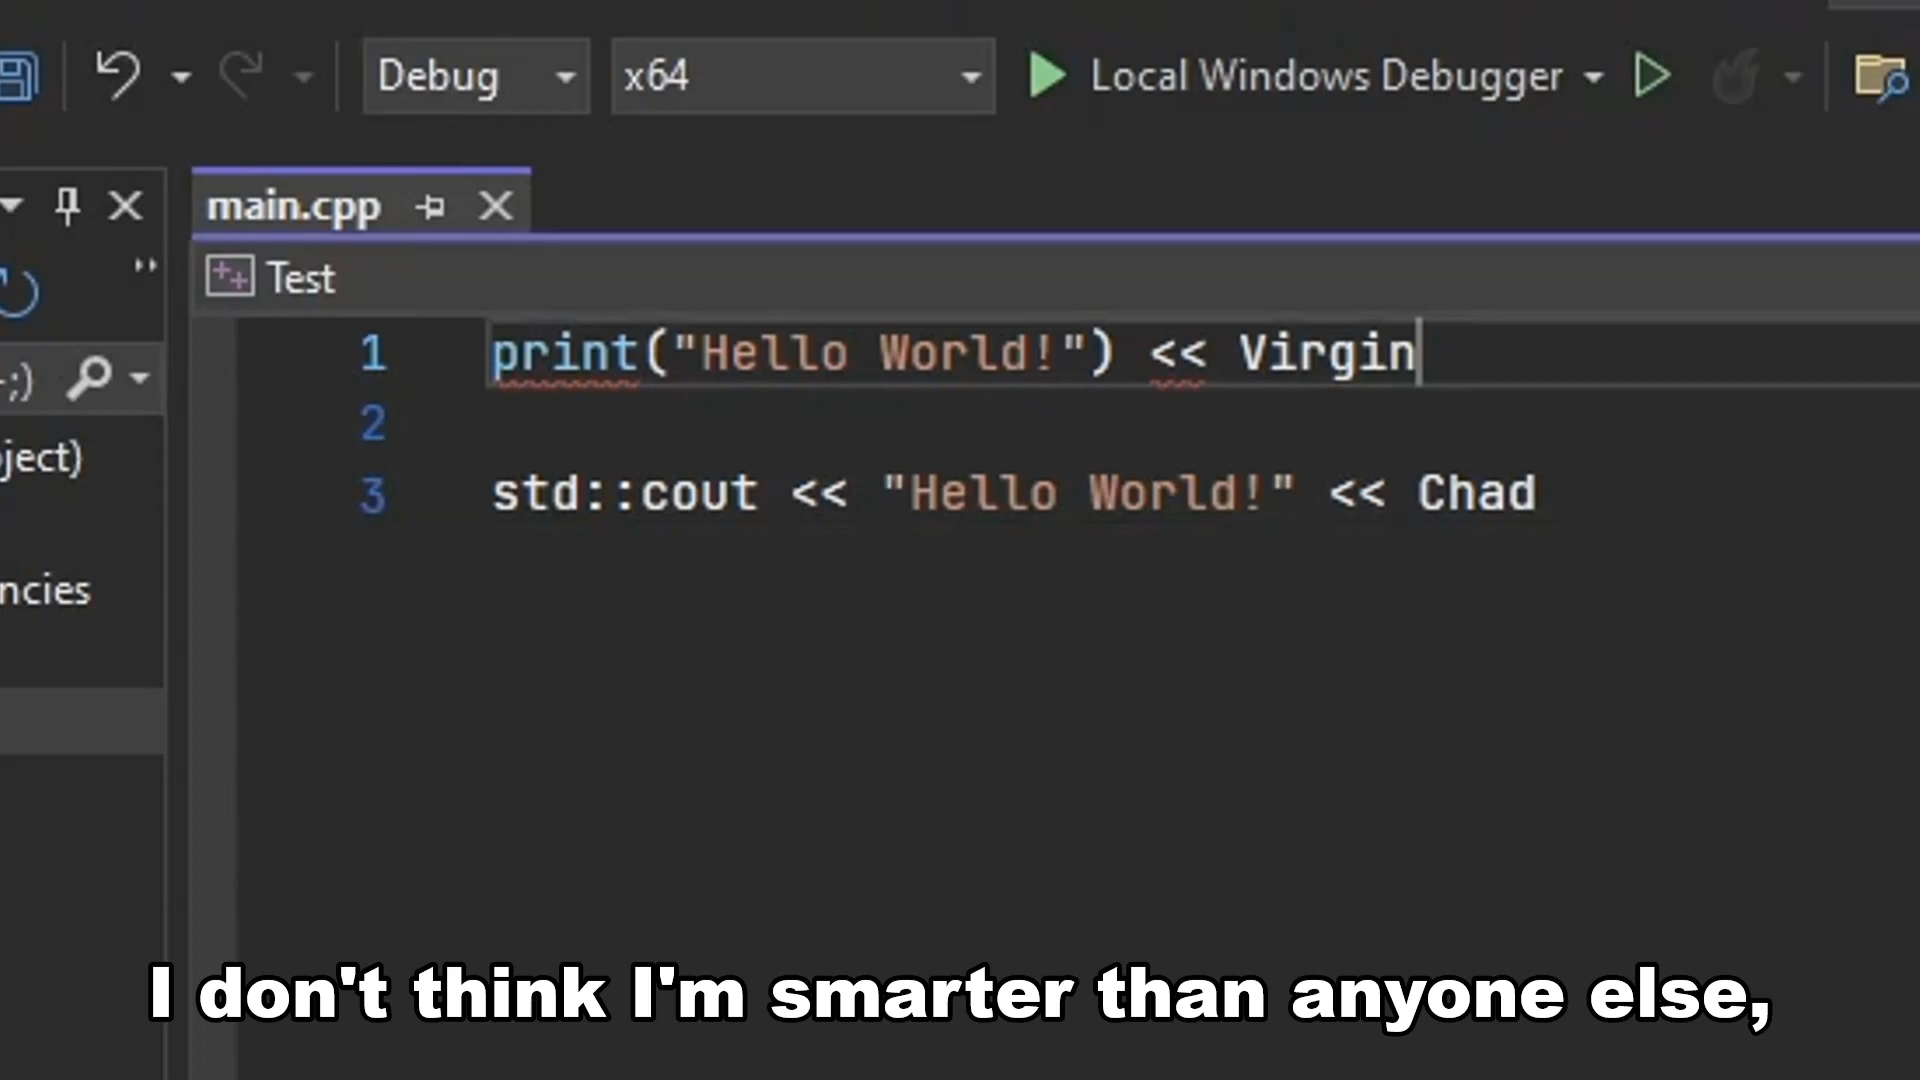 Debug x64 Local Windows Debugger
main.cpp
Test
1 print("Hello World!") << Virgin
2
3 std::cout << "Hello World!" << Chad
-;)
oject)
ncies
I don't think I'm smarter than anyone else,